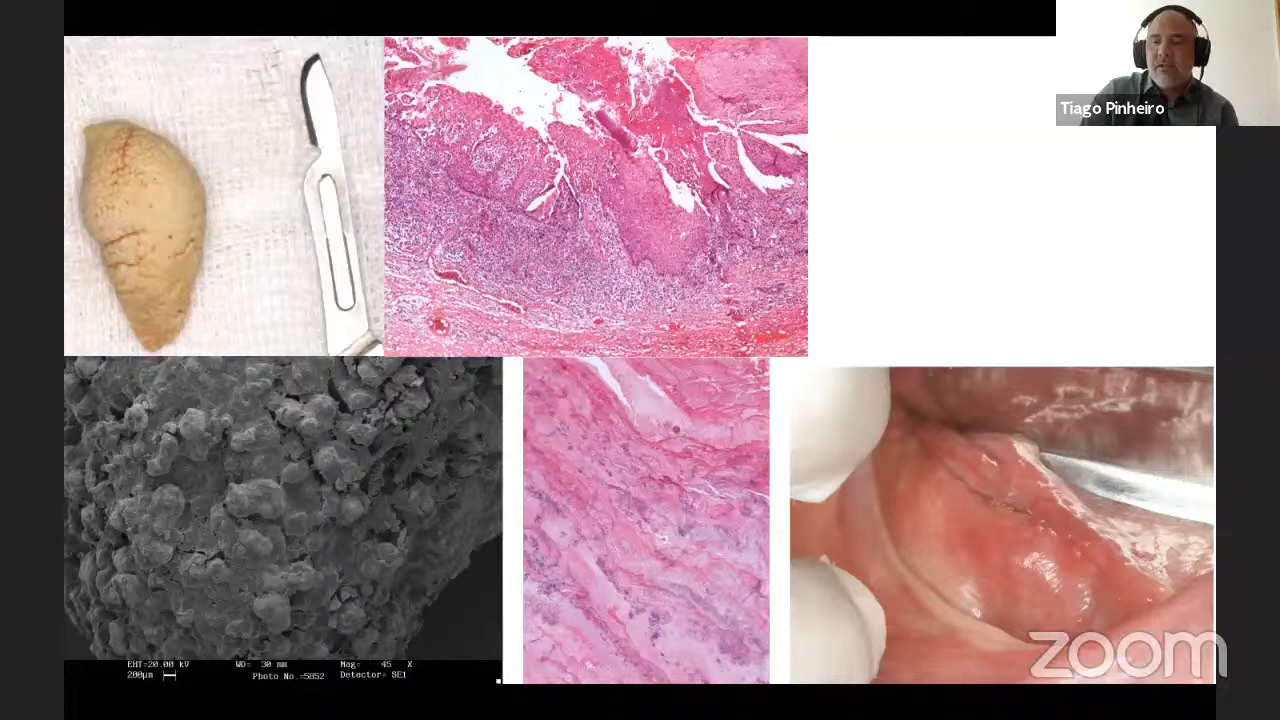 Tiago Pinheiro
EHT=20.00 kV WD= 30 mm Mag= 45 X
200µm Photo No.=5852 Detector= SE1
zoom